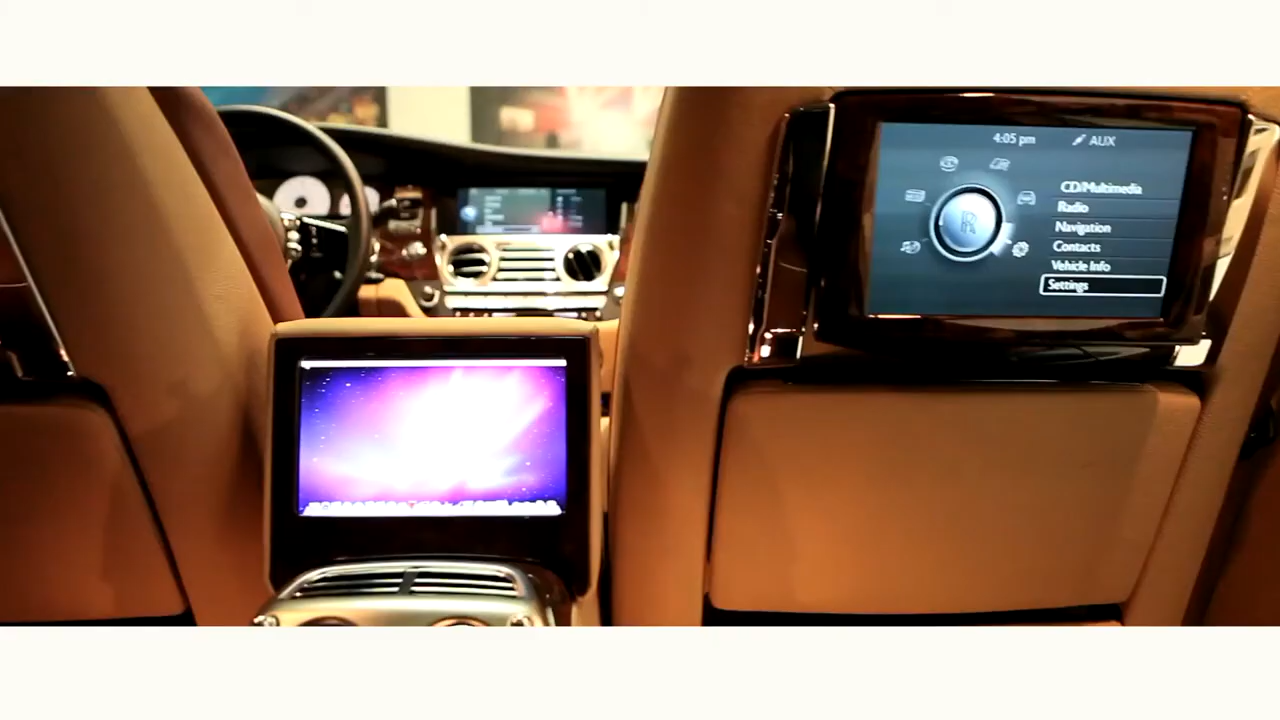 4:05 pm AUX
CD/Multimedia
Radio
Navigation
Contacts
Vehicle Info
Settings